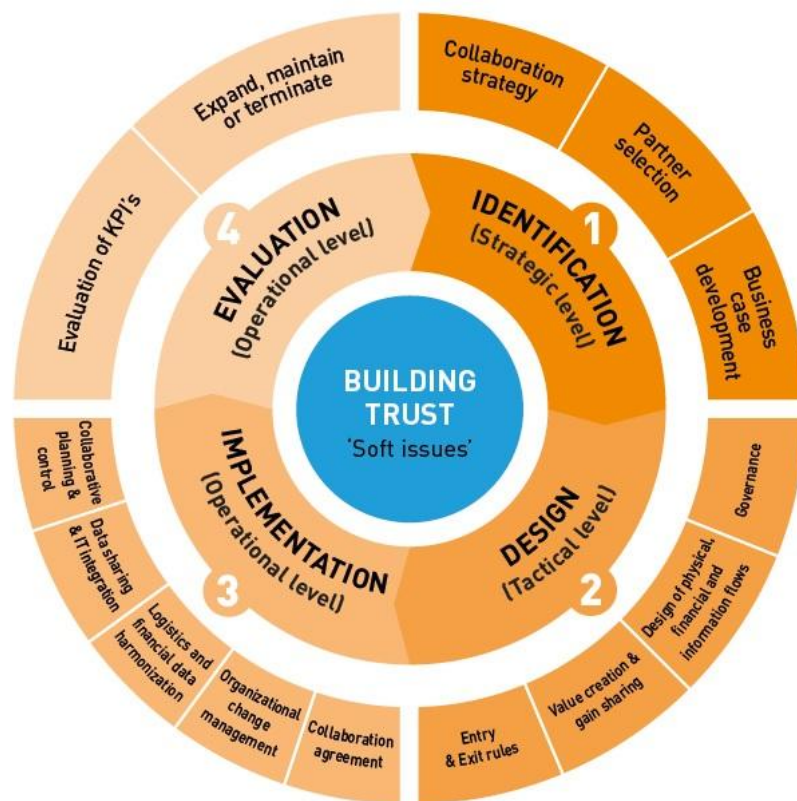 BUILDING
TRUST
'Soft issues'
1
IDENTIFICATION
(Strategic level)
Collaboration
strategy
Partner
selection
Business
case
development
2
DESIGN
(Tactical level)
Governance
Design of physical,
financial and
information flows
Value creation &
gain sharing
Entry
& Exit rules
3
IMPLEMENTATION
(Operational level)
Collaboration
agreement
Organizational
change
management
Logistics and
financial data
harmonization
Data sharing
& IT integration
Collaborative
planning &
control
4
EVALUATION
(Operational level)
Evaluation of KPI's
Expand, maintain
or terminate